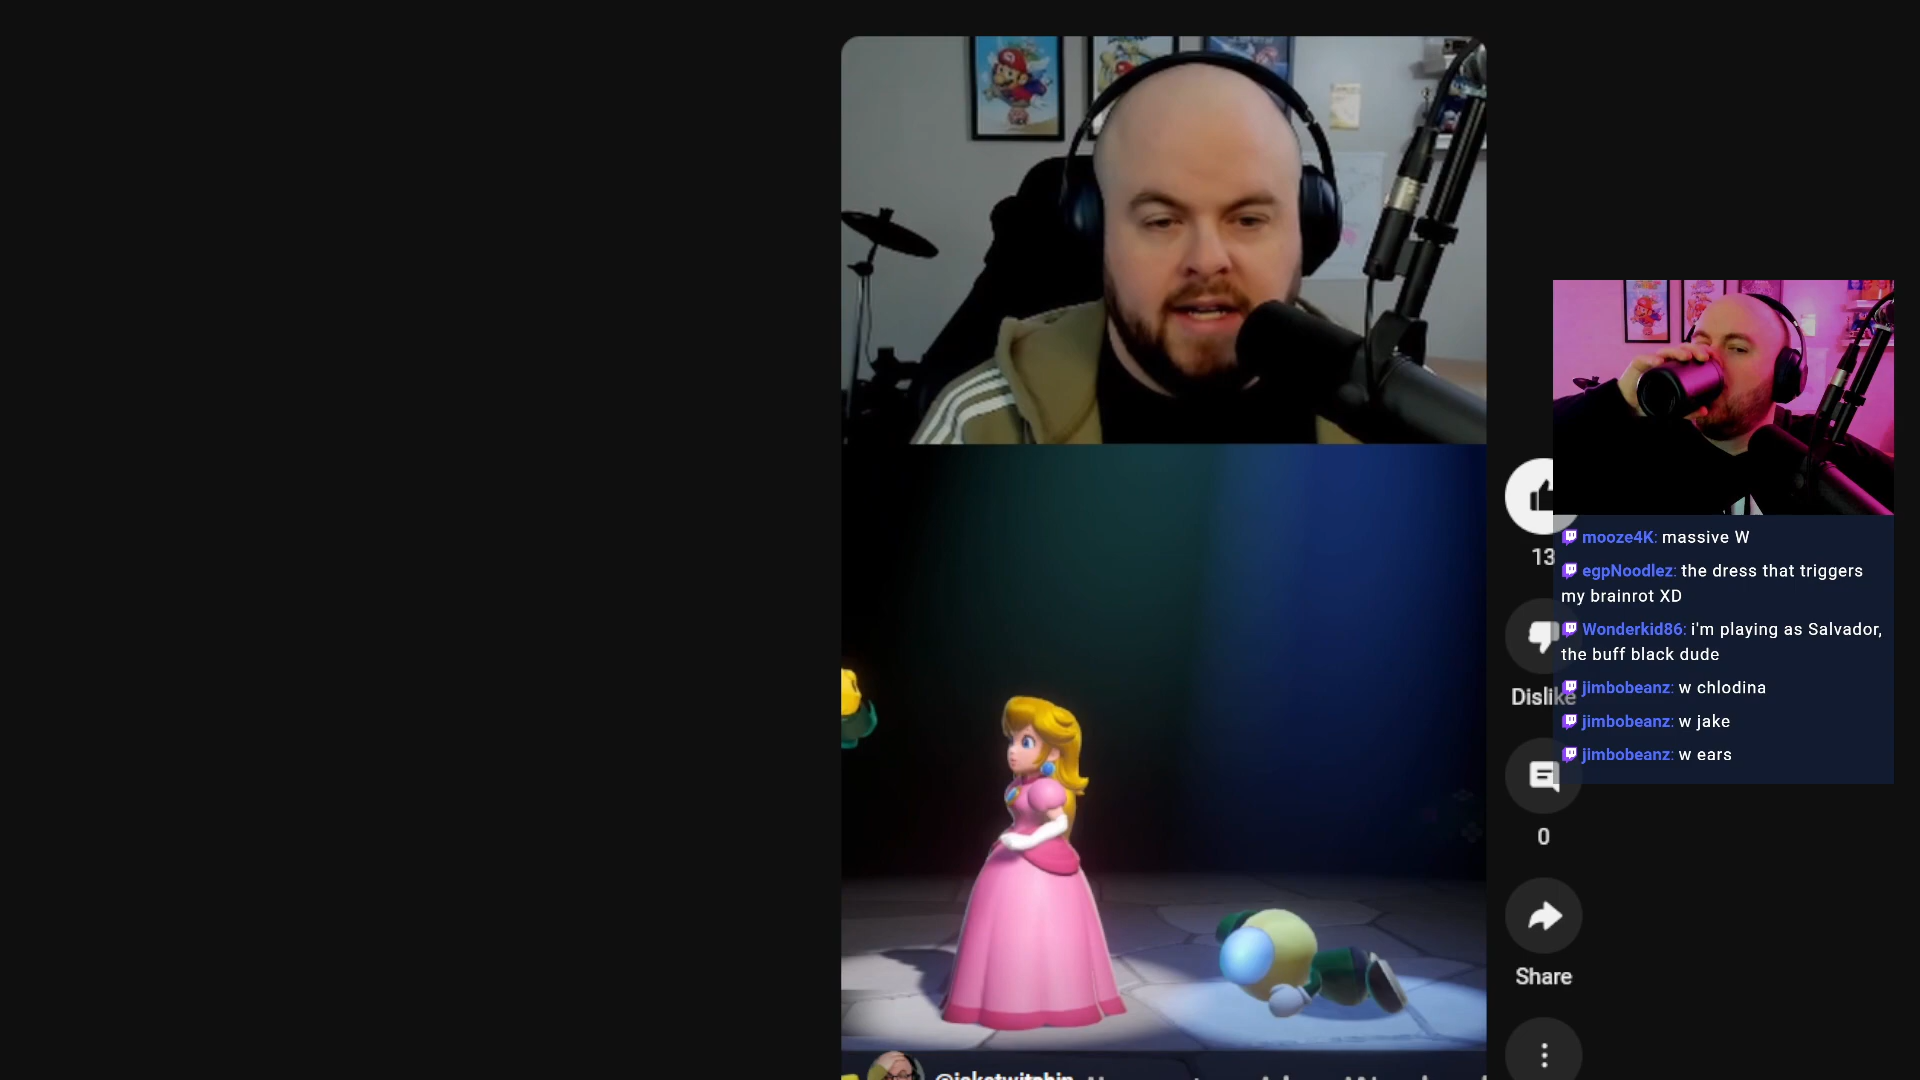 13
Dislike
0
Share
mooze4K: massive W
egpNoodlez: the dress that triggers
my brainrot XD
Wonderkid86: i'm playing as Salvador,
the buff black dude
jimbobeanz: w chlodina
jimbobeanz: w jake
jimbobeanz: w ears